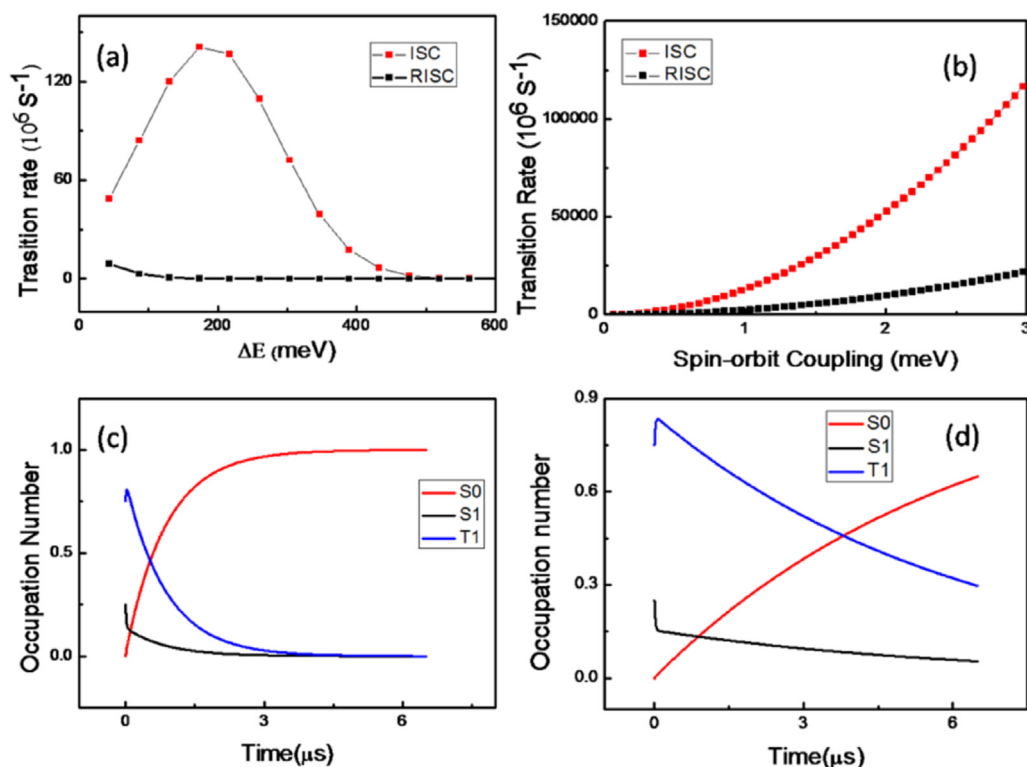 (a)
ISC
RISC
Trasition rate (10⁶ S⁻¹)
120
60
0
0 200 400 600
ΔE (meV)
(b)
ISC
RISC
Transition Rate (10⁶ S⁻¹)
150000
100000
50000
0
0 1 2 3
Spin-orbit Coupling (meV)
(c)
S0
S1
T1
Occupation Number
1.0
0.5
0.0
0 3 6
Time(μs)
(d)
S0
S1
T1
Occupation number
0.9
0.6
0.3
0.0
0 3 6
Time(μs)